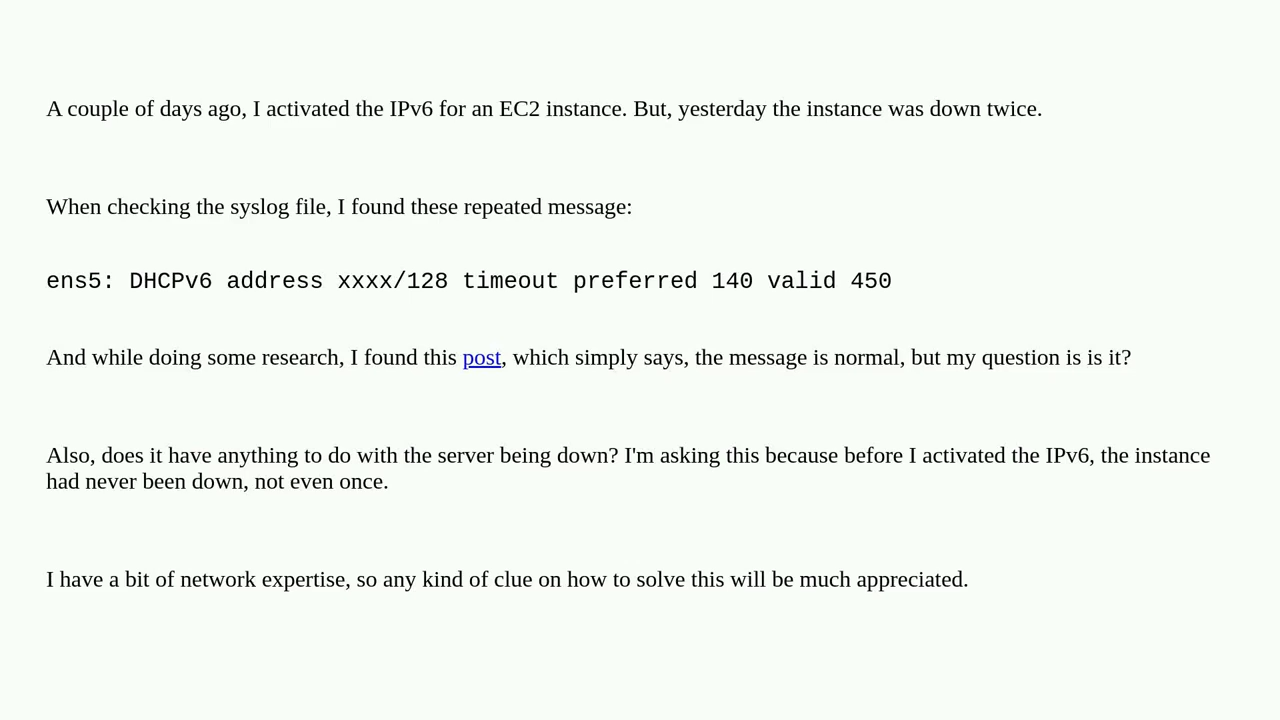 A couple of days ago, I activated the IPv6 for an EC2 instance. But, yesterday the instance was down twice.
When checking the syslog file, I found these repeated message:
ens5: DHCPv6 address xxxx/128 timeout preferred 140 valid 450
And while doing some research, I found this post, which simply says, the message is normal, but my question is is it?
Also, does it have anything to do with the server being down? I'm asking this because before I activated the IPv6, the instance
had never been down, not even once.
I have a bit of network expertise, so any kind of clue on how to solve this will be much appreciated.